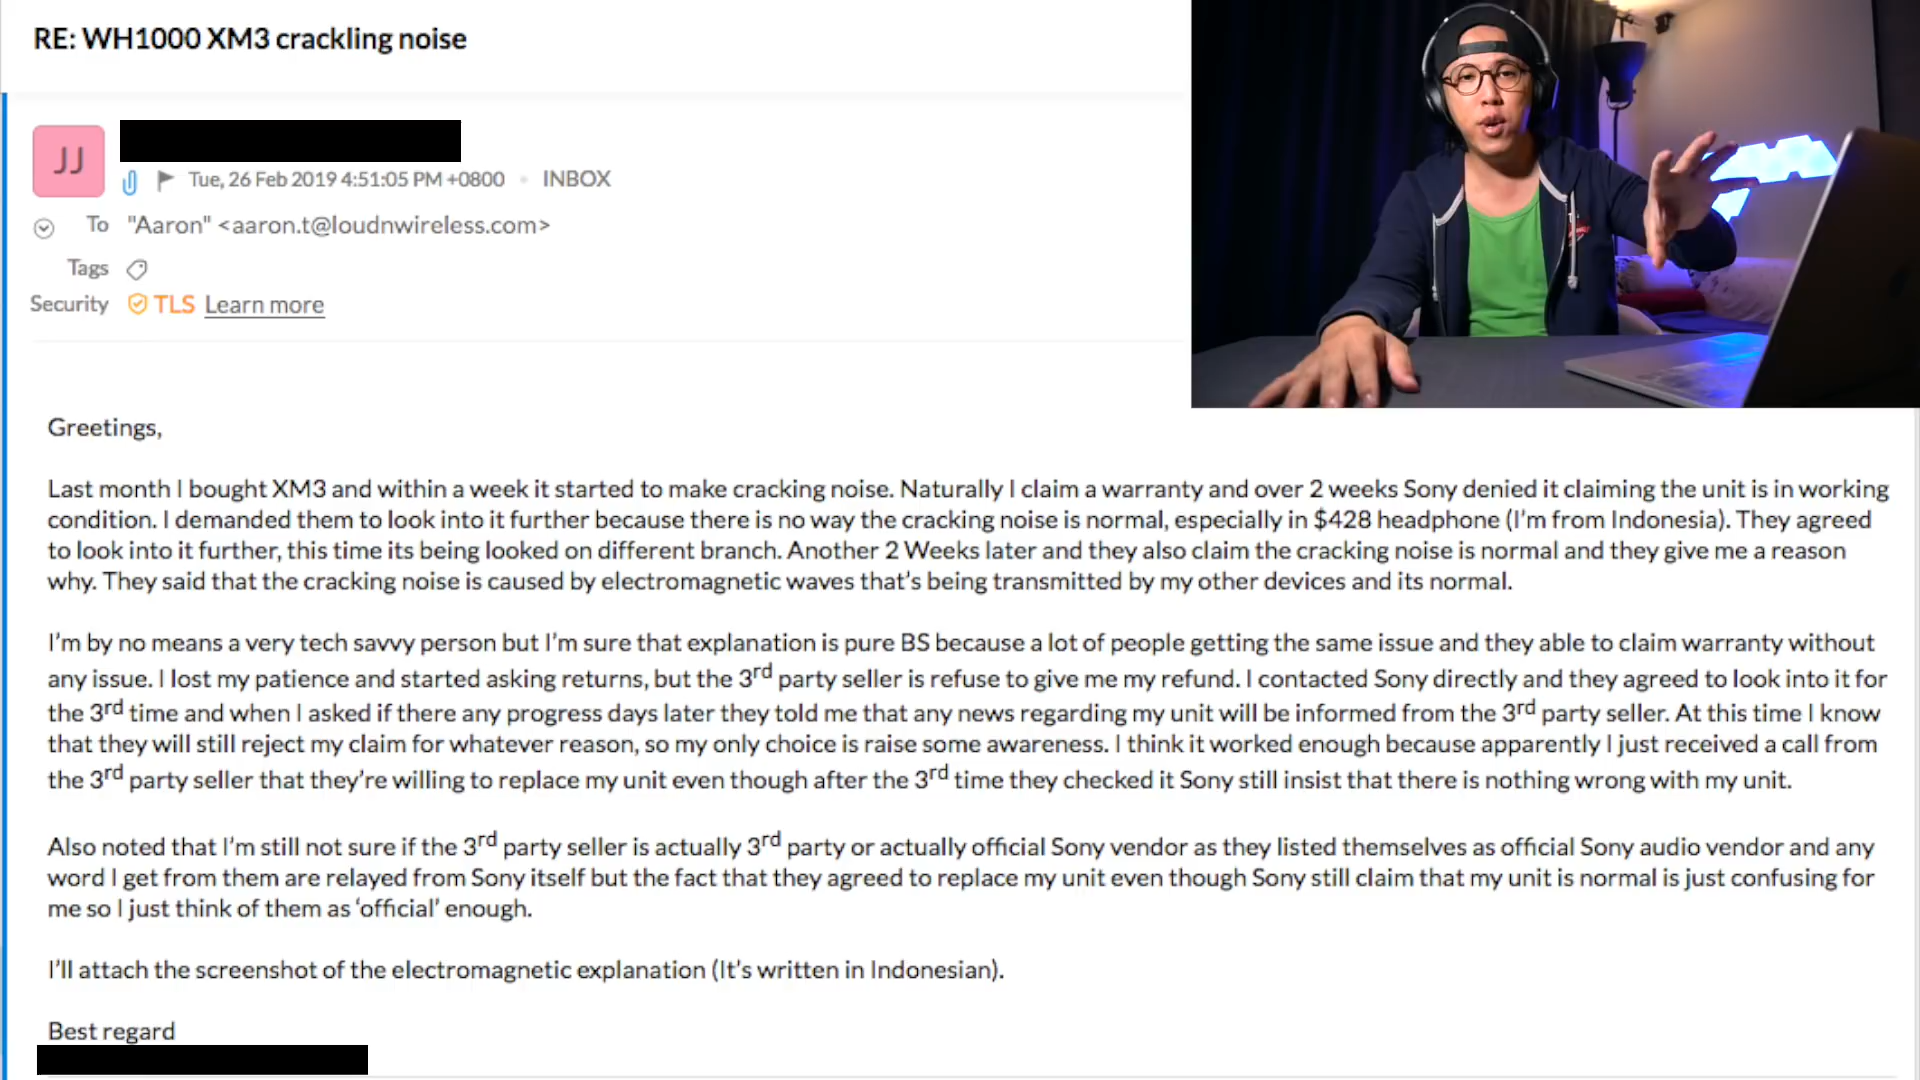 RE: WH1000 XM3 crackling noise
JJ
Tue, 26 Feb 2019 4:51:05 PM +0800 • INBOX
To "Aaron" <aaron.t@loudnwireless.com>
Tags
Security TLS Learn more
Greetings,
Last month I bought XM3 and within a week it started to make cracking noise. Naturally I claim a warranty and over 2 weeks Sony denied it claiming the unit is in working
condition. I demanded them to look into it further because there is no way the cracking noise is normal, especially in $428 headphone (I'm from Indonesia). They agreed
to look into it further, this time its being looked on different branch. Another 2 Weeks later and they also claim the cracking noise is normal and they give me a reason
why. They said that the cracking noise is caused by electromagnetic waves that's being transmitted by my other devices and its normal.
I'm by no means a very tech savvy person but I'm sure that explanation is pure BS because a lot of people getting the same issue and they able to claim warranty without
any issue. I lost my patience and started asking returns, but the 3rd party seller is refuse to give me my refund. I contacted Sony directly and they agreed to look into it for
the 3rd time and when I asked if there any progress days later they told me that any news regarding my unit will be informed from the 3rd party seller. At this time I know
that they will still reject my claim for whatever reason, so my only choice is raise some awareness. I think it worked enough because apparently I just received a call from
the 3rd party seller that they're willing to replace my unit even though after the 3rd time they checked it Sony still insist that there is nothing wrong with my unit.
Also noted that I'm still not sure if the 3rd party seller is actually 3rd party or actually official Sony vendor as they listed themselves as official Sony audio vendor and any
word I get from them are relayed from Sony itself but the fact that they agreed to replace my unit even though Sony still claim that my unit is normal is just confusing for
me so I just think of them as 'official' enough.
I'll attach the screenshot of the electromagnetic explanation (It's written in Indonesian).
Best regard